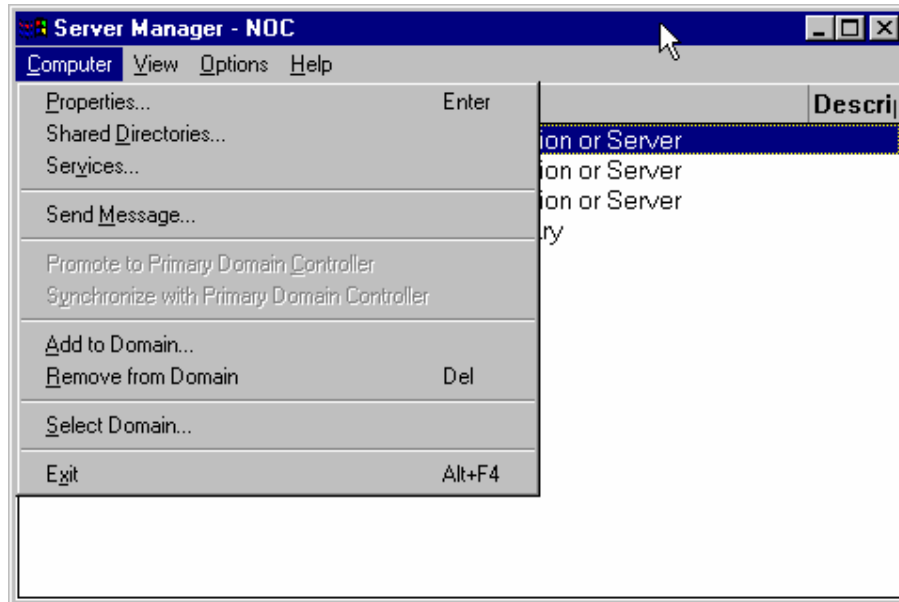 Server Manager - NOC
Computer View Options Help
Properties... Enter
Descrip
Shared Directories...
ion or Server
Services...
ion or Server
ion or Server
Send Message...
ry
Promote to Primary Domain Controller
Synchronize with Primary Domain Controller
Add to Domain...
Remove from Domain Del
Select Domain...
Exit Alt+F4